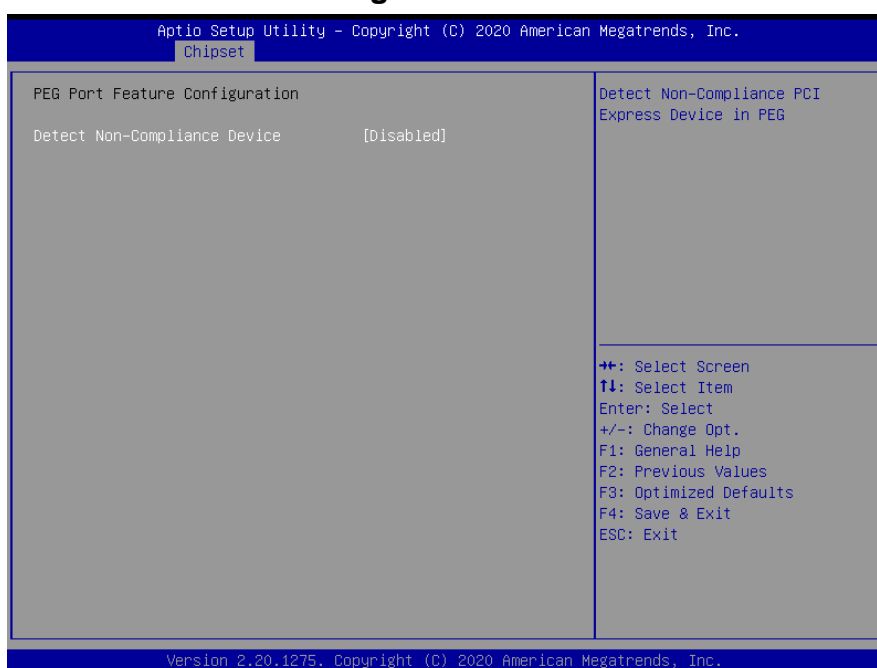 Aptio Setup Utility – Copyright (C) 2020 American Megatrends, Inc.
Chipset
PEG Port Feature Configuration
Detect Non-Compliance Device [Disabled]
Detect Non-Compliance PCI
Express Device in PEG
→←: Select Screen
↑↓: Select Item
Enter: Select
+/-: Change Opt.
F1: General Help
F2: Previous Values
F3: Optimized Defaults
F4: Save & Exit
ESC: Exit
Version 2.20.1275. Copyright (C) 2020 American Megatrends, Inc.